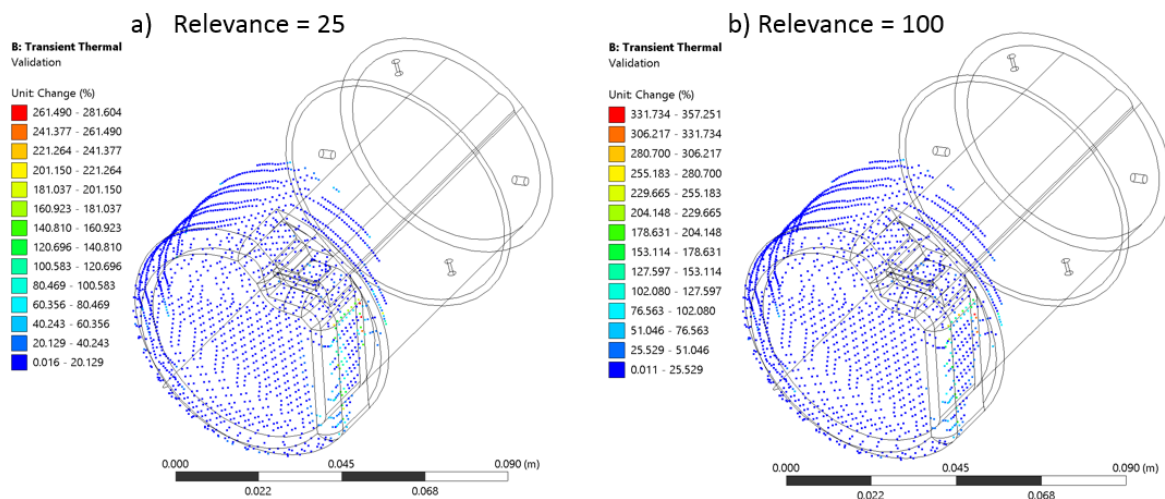 a) Relevance = 25
B: Transient Thermal
Validation
Unit: Change (%)
261.490 - 281.604
241.377 - 261.490
221.264 - 241.377
201.150 - 221.264
181.037 - 201.150
160.923 - 181.037
140.810 - 160.923
120.696 - 140.810
100.583 - 120.696
80.469 - 100.583
60.356 - 80.469
40.243 - 60.356
20.129 - 40.243
0.016 - 20.129
0.000 0.045 0.090 (m)
0.022 0.068
b) Relevance = 100
B: Transient Thermal
Validation
Unit: Change (%)
331.734 - 357.251
306.217 - 331.734
280.700 - 306.217
255.183 - 280.700
229.665 - 255.183
204.148 - 229.665
178.631 - 204.148
153.114 - 178.631
127.597 - 153.114
102.080 - 127.597
76.563 - 102.080
51.046 - 76.563
25.529 - 51.046
0.011 - 25.529
0.000 0.045 0.090 (m)
0.022 0.068